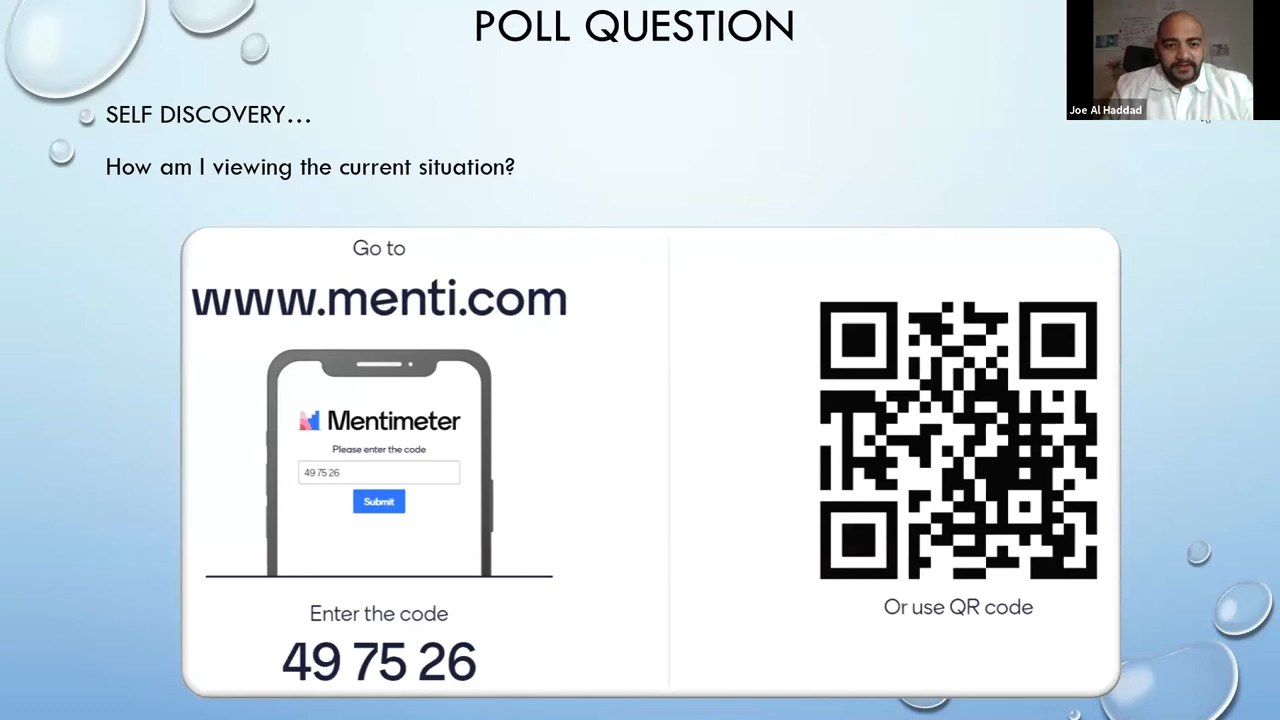 POLL QUESTION
Joe Al Haddad
SELF DISCOVERY...
How am I viewing the current situation?
Go to
www.menti.com
Mentimeter
Please enter the code
49 75 26
Submit
Enter the code
49 75 26
Or use QR code